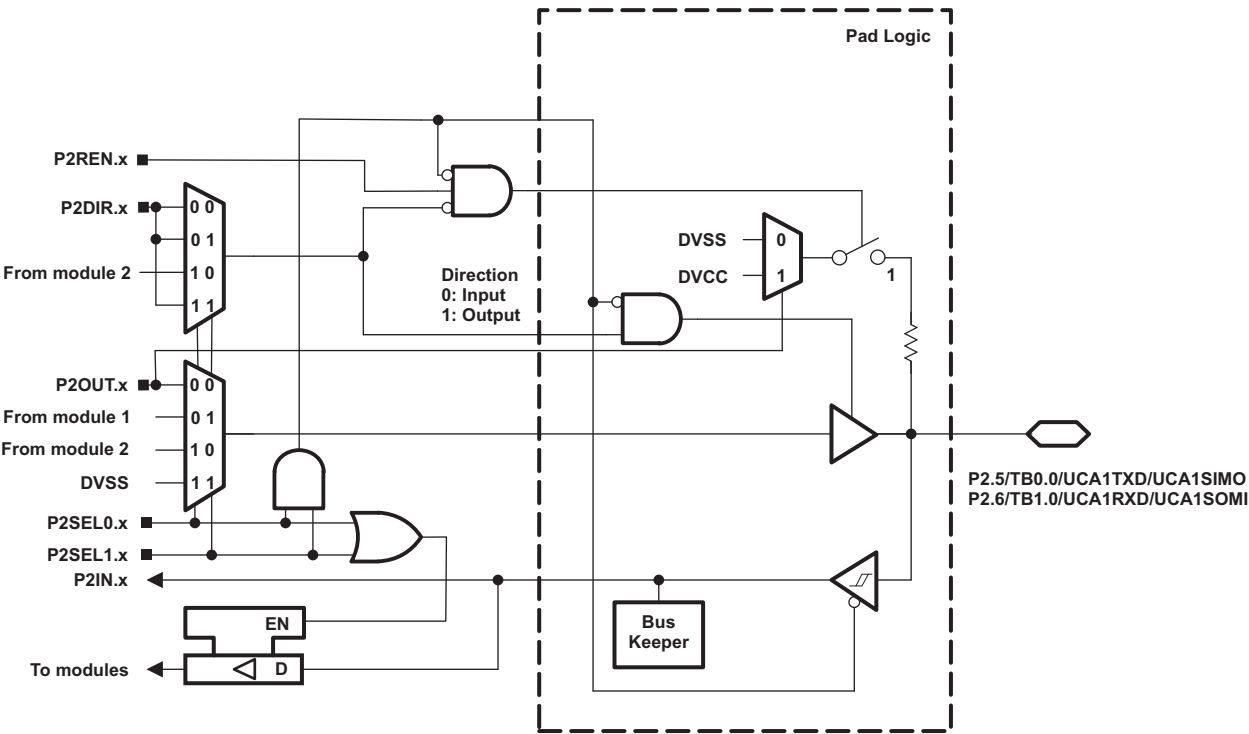 Pad Logic
P2REN.x
P2DIR.x
0 0
0 1
From module 2
1 0
1 1
Direction
0: Input
1: Output
DVSS
0
DVCC
1
1
P2OUT.x
0 0
From module 1
0 1
From module 2
1 0
DVSS
1 1
P2SEL0.x
P2SEL1.x
P2IN.x
EN
D
To modules
Bus
Keeper
P2.5/TB0.0/UCA1TXD/UCA1SIMO
P2.6/TB1.0/UCA1RXD/UCA1SOMI